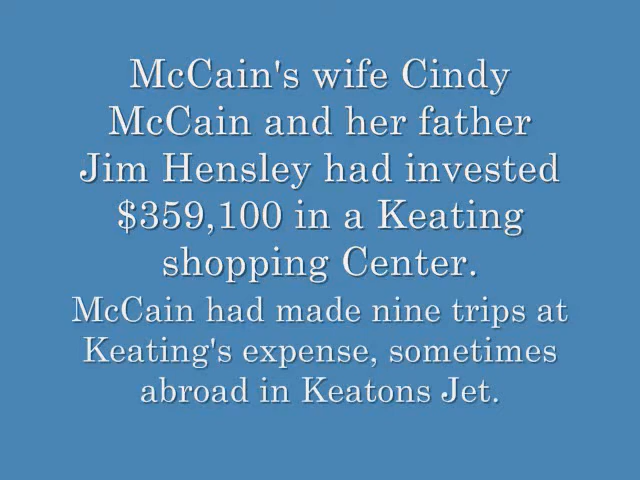 McCain's wife Cindy
McCain and her father
Jim Hensley had invested
$359,100 in a Keating
shopping Center.
McCain had made nine trips at
Keating's expense, sometimes
abroad in Keatons Jet.